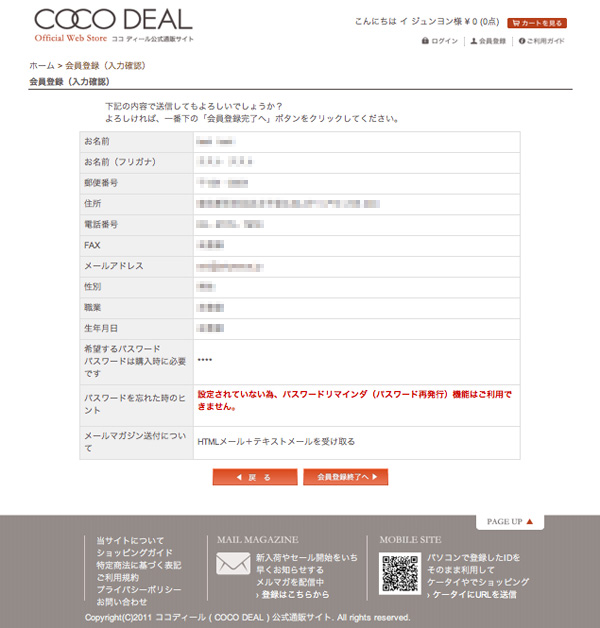 COCO DEAL
Official Web Store ココ ディール公式通販サイト
こんにちは イ ジュンヨン様 ¥ 0 (0点) カートを見る
ログイン 会員登録 ご利用ガイド
ホーム > 会員登録（入力確認）
会員登録（入力確認）
下記の内容で送信してもよろしいでしょうか？
よろしければ、一番下の「会員登録完了へ」ボタンをクリックしてください。
お名前
お名前（フリガナ）
郵便番号
住所
電話番号
FAX
メールアドレス
性別
職業
生年月日
希望するパスワード
パスワードは購入時に必要
です
****
パスワードを忘れた時のヒ
ント
設定されていない為、パスワードリマインダ（パスワード再発行）機能はご利用で
きません。
メールマガジン送付につい
て
HTMLメール＋テキストメールを受け取る
戻 る
会員登録終了へ
PAGE UP
当サイトについて
ショッピングガイド
特定商法に基づく表記
ご利用規約
プライバシーポリシー
お問い合わせ
MAIL MAGAZINE
新入荷やセール開始をいち
早くお知らせする
メルマガを配信中
› 登録はこちらから
MOBILE SITE
パソコンで登録したIDを
そのまま利用して
ケータイやでショッピング
› ケータイにURLを送信
Copyright(C)2011 ココディール ( COCO DEAL ) 公式通販サイト. All rights reserved.